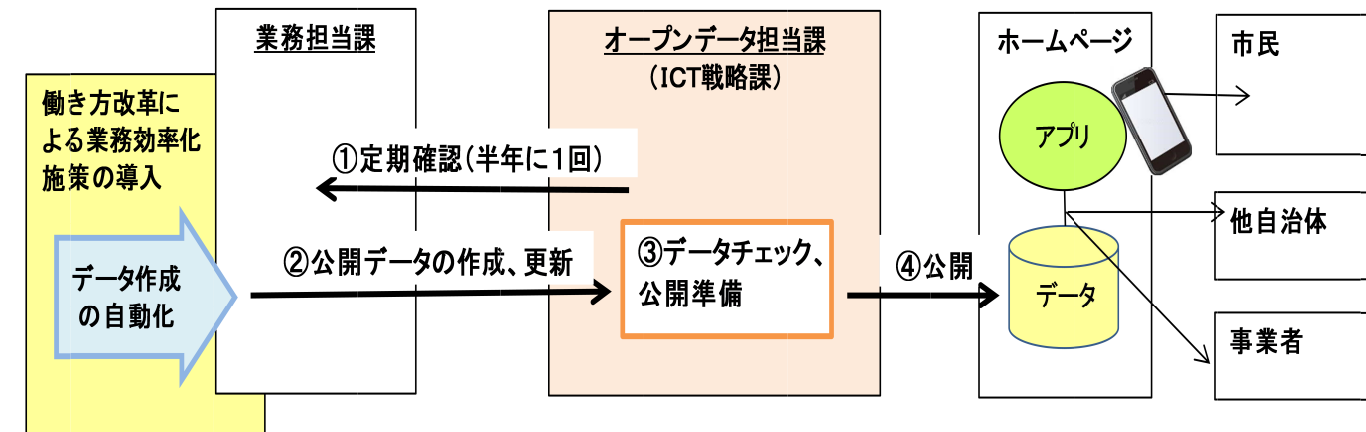 働き方改革に
よる業務効率化
施策の導入
データ作成
の自動化
業務担当課
オープンデータ担当課
(ICT戦略課)
①定期確認(半年に1回)
②公開データの作成、更新
③データチェック、
公開準備
④公開
ホームページ
アプリ
データ
市民
他自治体
事業者